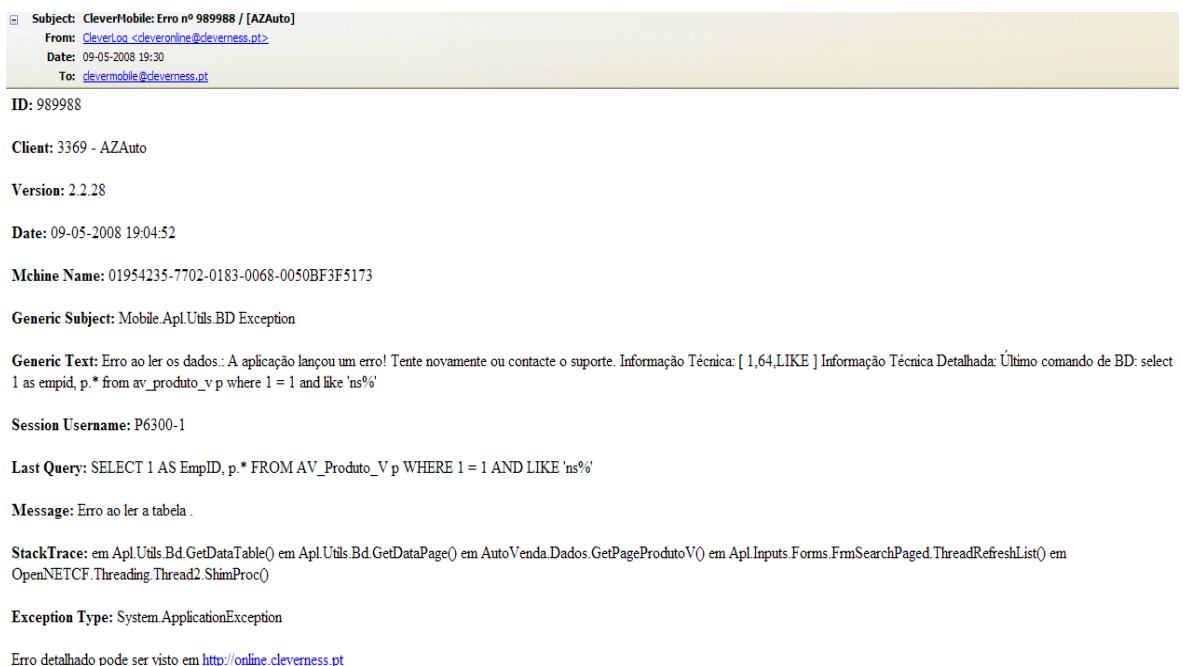 Subject: CleverMobile: Erro nº 989988 / [AZAuto]
From: CleverLog <cleveronline@cleverness.pt>
Date: 09-05-2008 19:30
To: clevermobile@cleverness.pt
ID: 989988
Client: 3369 - AZAuto
Version: 2.2.28
Date: 09-05-2008 19:04:52
Mchine Name: 01954235-7702-0183-0068-0050BF3F5173
Generic Subject: Mobile.Apl.Utils.BD Exception
Generic Text: Erro ao ler os dados.: A aplicação lançou um erro! Tente novamente ou contacte o suporte. Informação Técnica: [ 1,64,LIKE ] Informação Técnica Detalhada: Último comando de BD: select
1 as empid, p.* from av_produto_v p where 1 = 1 and like 'ns%'
Session Username: P6300-1
Last Query: SELECT 1 AS EmpID, p.* FROM AV_Produto_V p WHERE 1 = 1 AND LIKE 'ns%'
Message: Erro ao ler a tabela .
StackTrace: em Apl.Utils.Bd.GetDataTable() em Apl.Utils.Bd.GetDataPage() em AutoVenda.Dados.GetPageProdutoV() em Apl.Inputs.Forms.FrmSearchPaged.ThreadRefreshList() em
OpenNETCF.Threading.Thread2.ShimProc()
Exception Type: System.ApplicationException
Erro detalhado pode ser visto em http://online.cleverness.pt